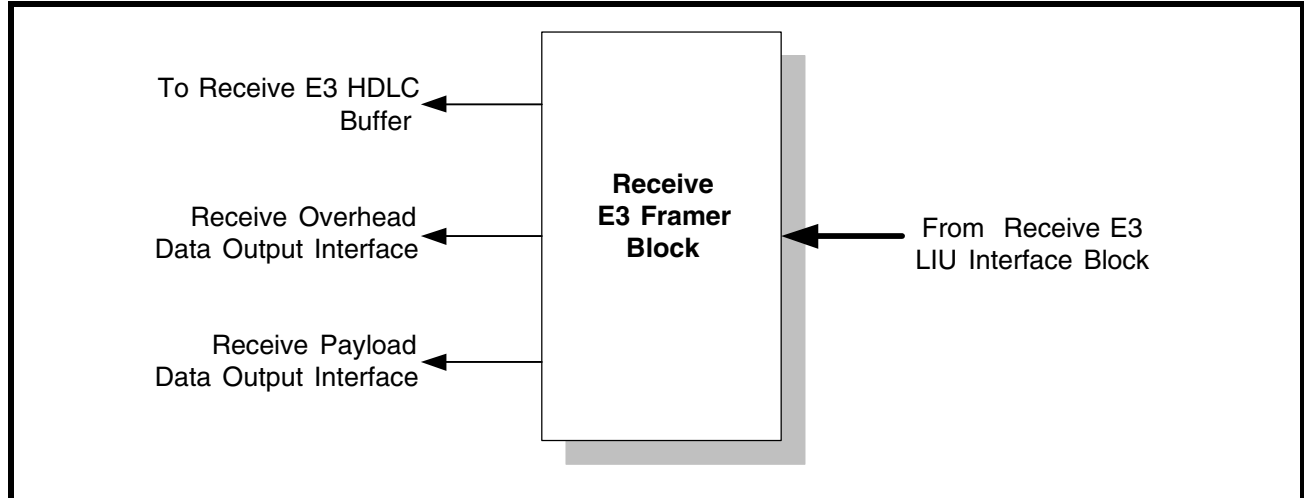 To Receive E3 HDLC
Buffer
Receive Overhead
Data Output Interface
Receive Payload
Data Output Interface
Receive
E3 Framer
Block
From Receive E3
LIU Interface Block